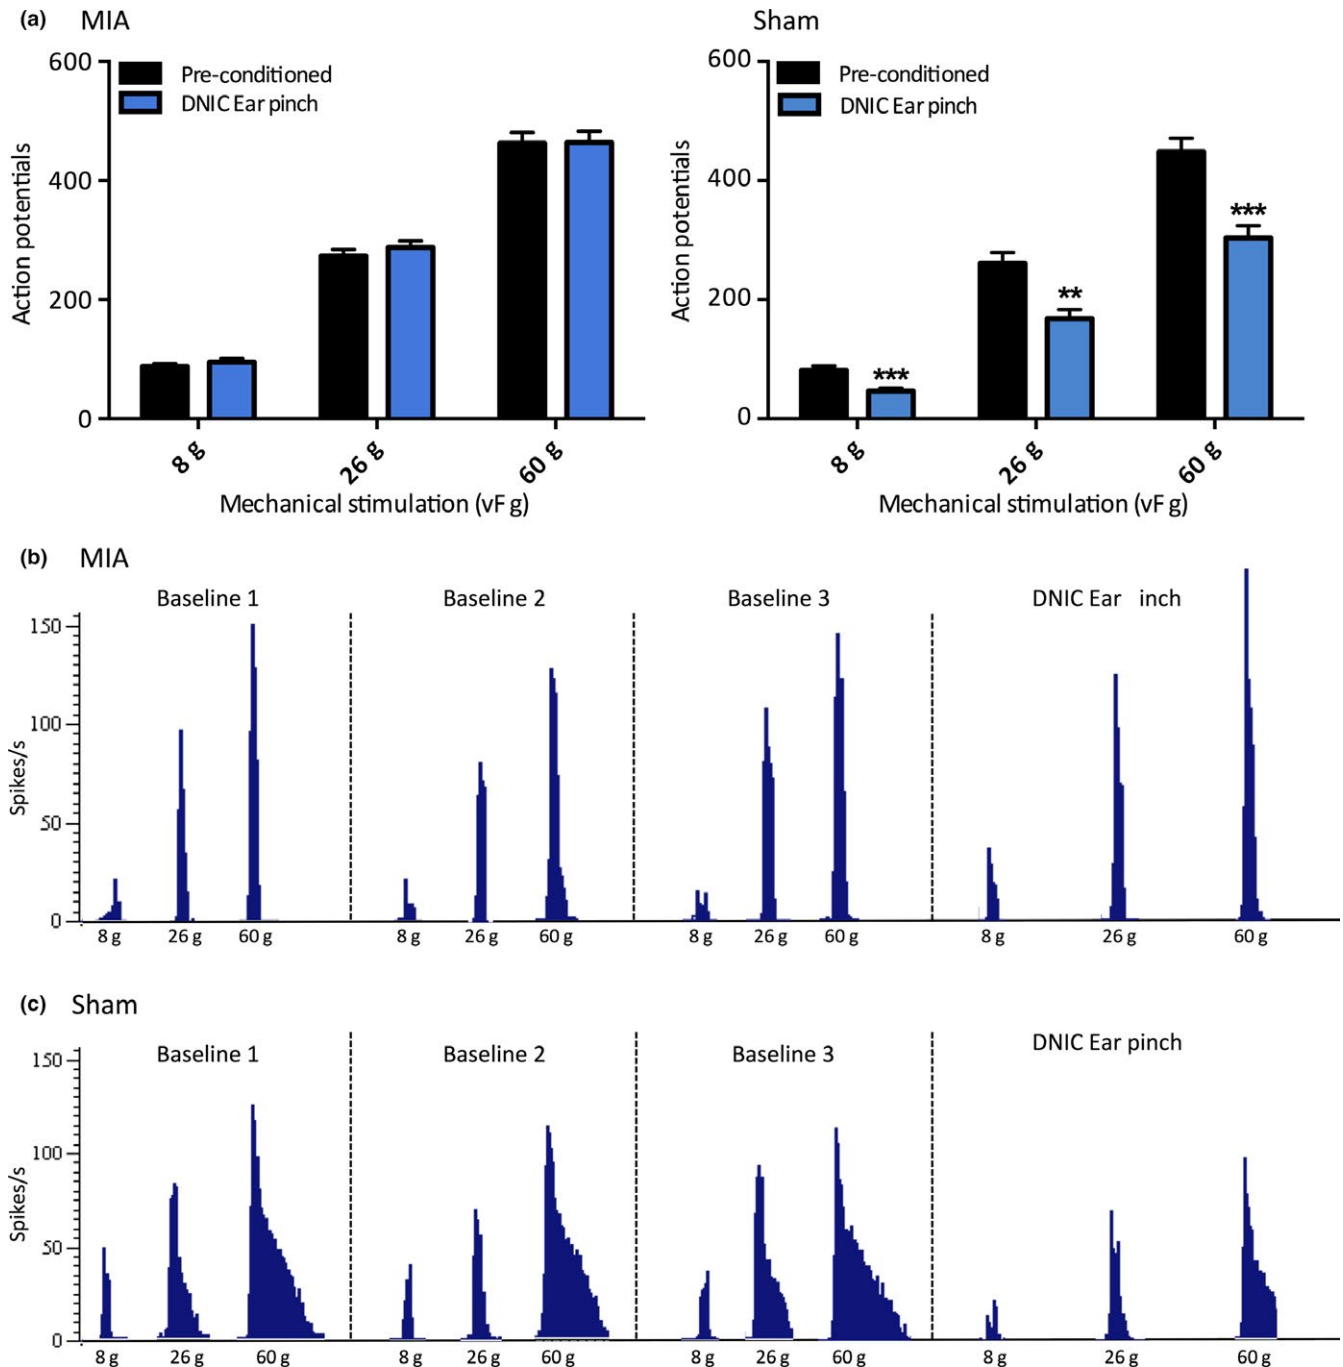 (a) MIA
600
400
200
0
Action potentials
Pre-conditioned
DNIC Ear pinch
8 g
26 g
60 g
Mechanical stimulation (vF g)
Sham
600
400
200
0
Action potentials
Pre-conditioned
DNIC Ear pinch
***
**
***
8 g
26 g
60 g
Mechanical stimulation (vF g)
(b) MIA
Baseline 1
Baseline 2
Baseline 3
DNIC Ear inch
150
100
50
0
Spikes/s
8 g 26 g 60 g
8 g 26 g 60 g
8 g 26 g 60 g
8 g 26 g 60 g
(c) Sham
Baseline 1
Baseline 2
Baseline 3
DNIC Ear pinch
150
100
50
0
Spikes/s
8 g 26 g 60 g
8 g 26 g 60 g
8 g 26 g 60 g
8 g 26 g 60 g